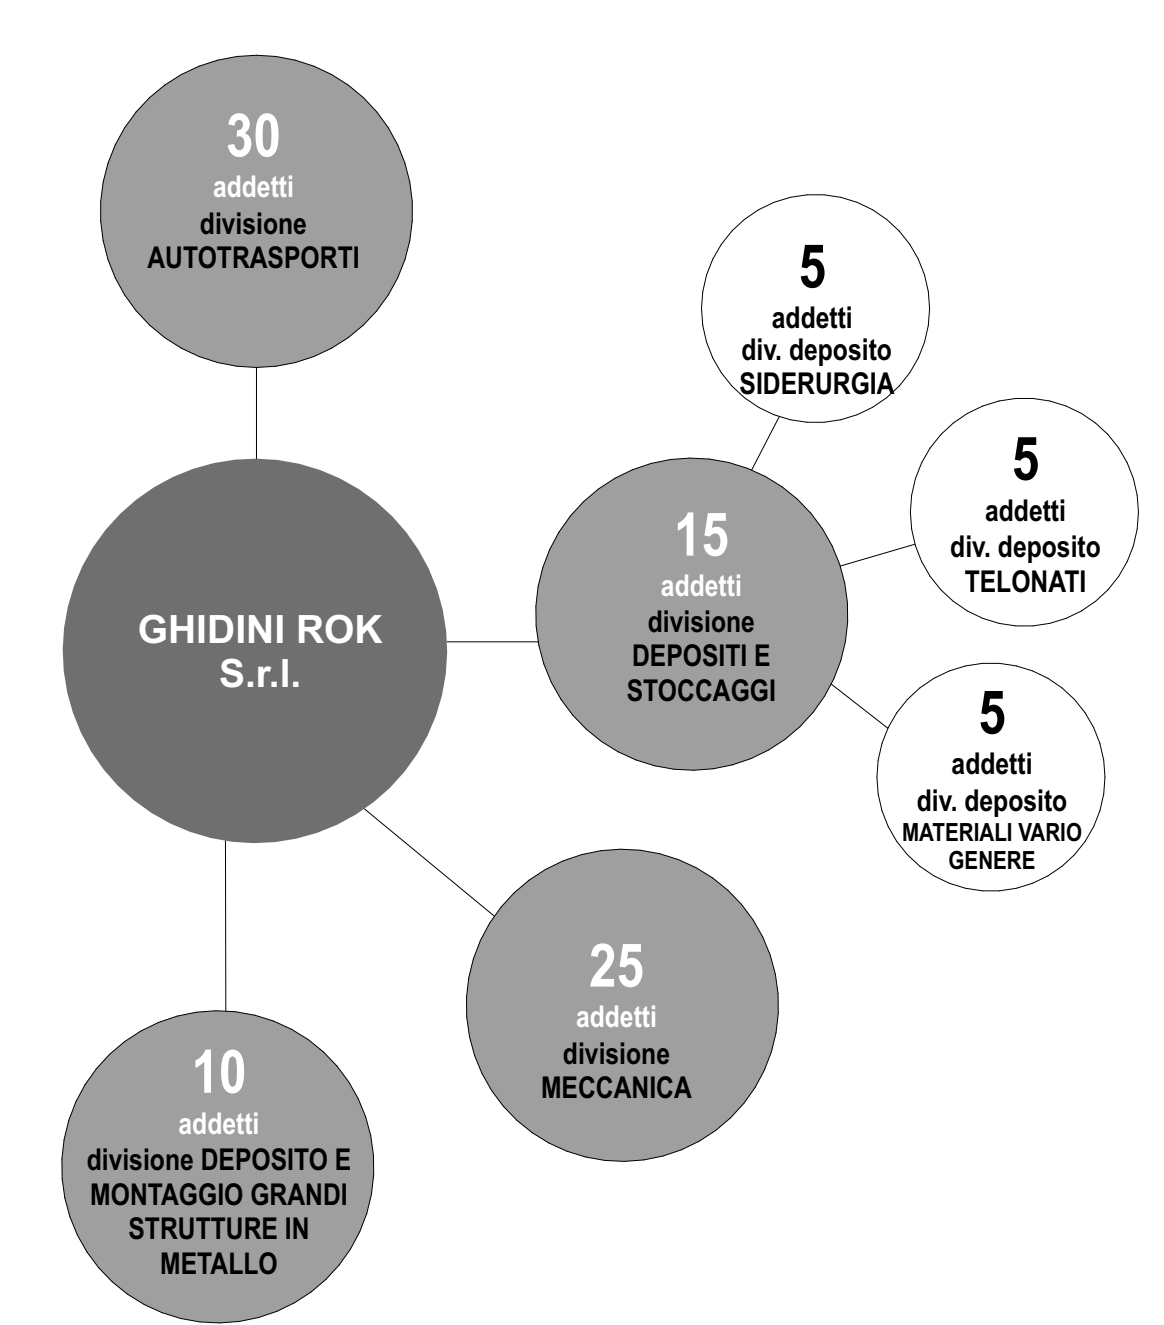 30
addetti
divisione
AUTOTRASPORTI
5
addetti
div. deposito
SIDERURGIA
5
addetti
div. deposito
TELONATI
15
addetti
divisione
DEPOSITI E
STOCCAGGI
GHIDINI ROK
S.r.l.
5
addetti
div. deposito
MATERIALI VARIO
GENERE
25
addetti
divisione
MECCANICA
10
addetti
divisione DEPOSITO E
MONTAGGIO GRANDI
STRUTTURE IN
METALLO